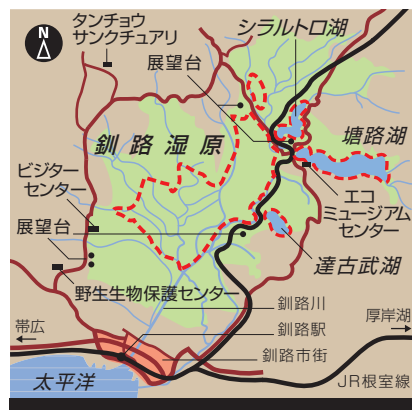 N
タンチョウ
サンクチュアリ
シラルトロ湖
展望台
釧路湿原
塘路湖
ビジター
センター
エコ
ミュージアム
センター
展望台
達古武湖
野生生物保護センター
釧路川
帯広
厚岸湖
釧路駅
釧路市街
太平洋
JR根室線